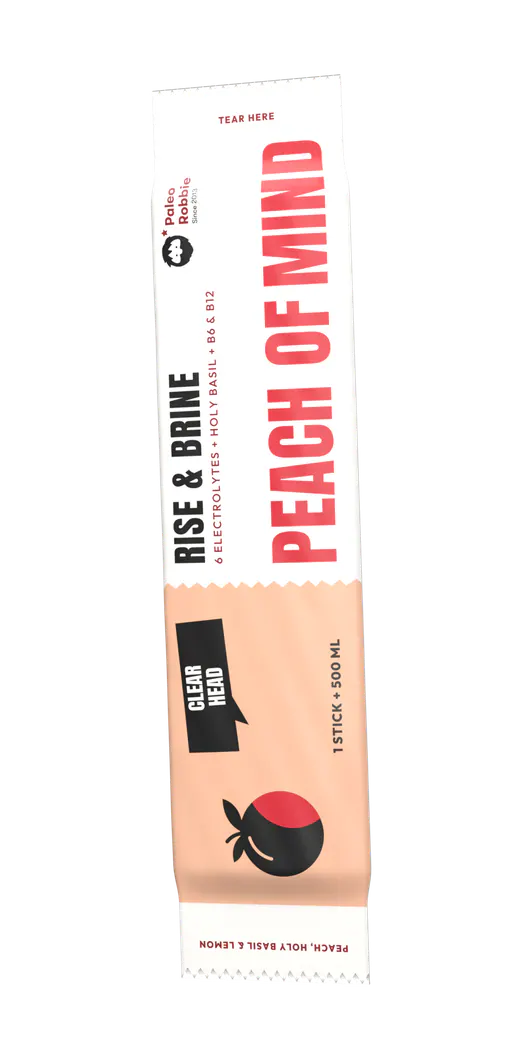 TEAR HERE
Paleo
Robbie
Since 2013
RISE & BRINE
6 ELECTROLYTES + HOLY BASIL + B6 & B12
PEACH OF MIND
CLEAR
HEAD
1 STICK + 500 ML
PEACH, HOLY BASIL & LEMON